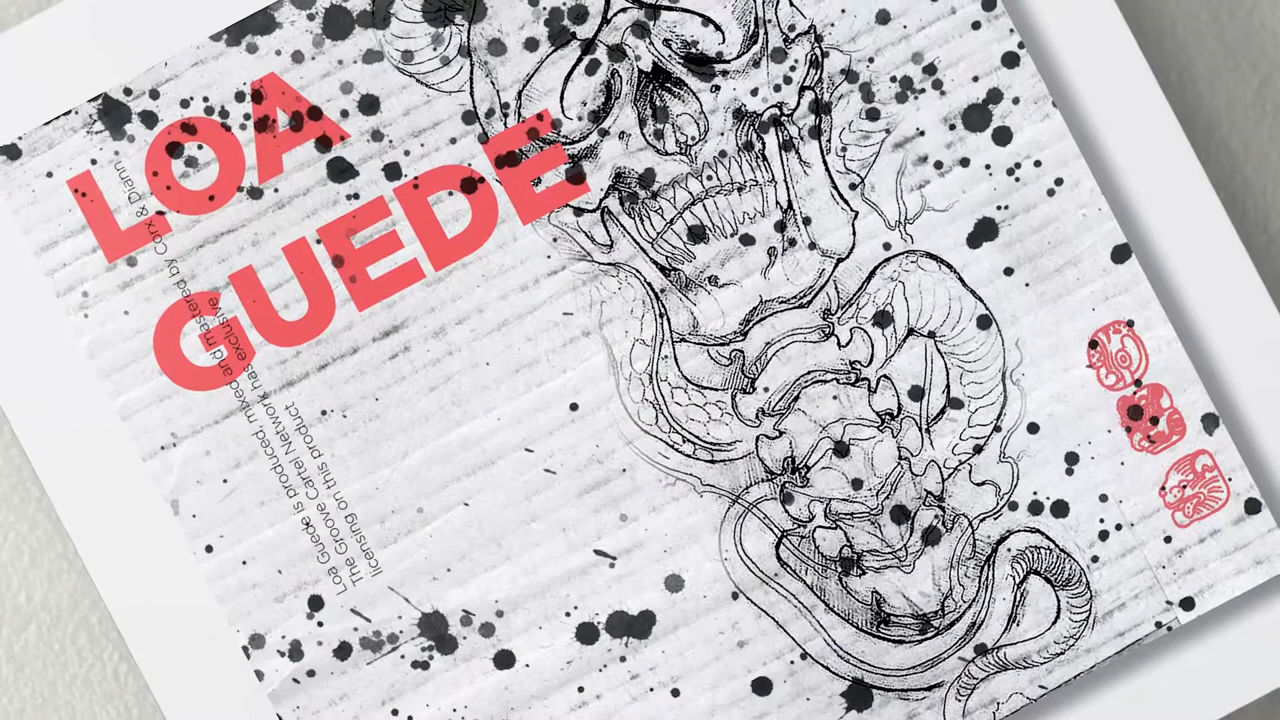 LOA
GUEDE
Loa Guede is produced, mixed and mastered by Corx & Diann
The Groove Cartel Network has exclusive
licensing on this product